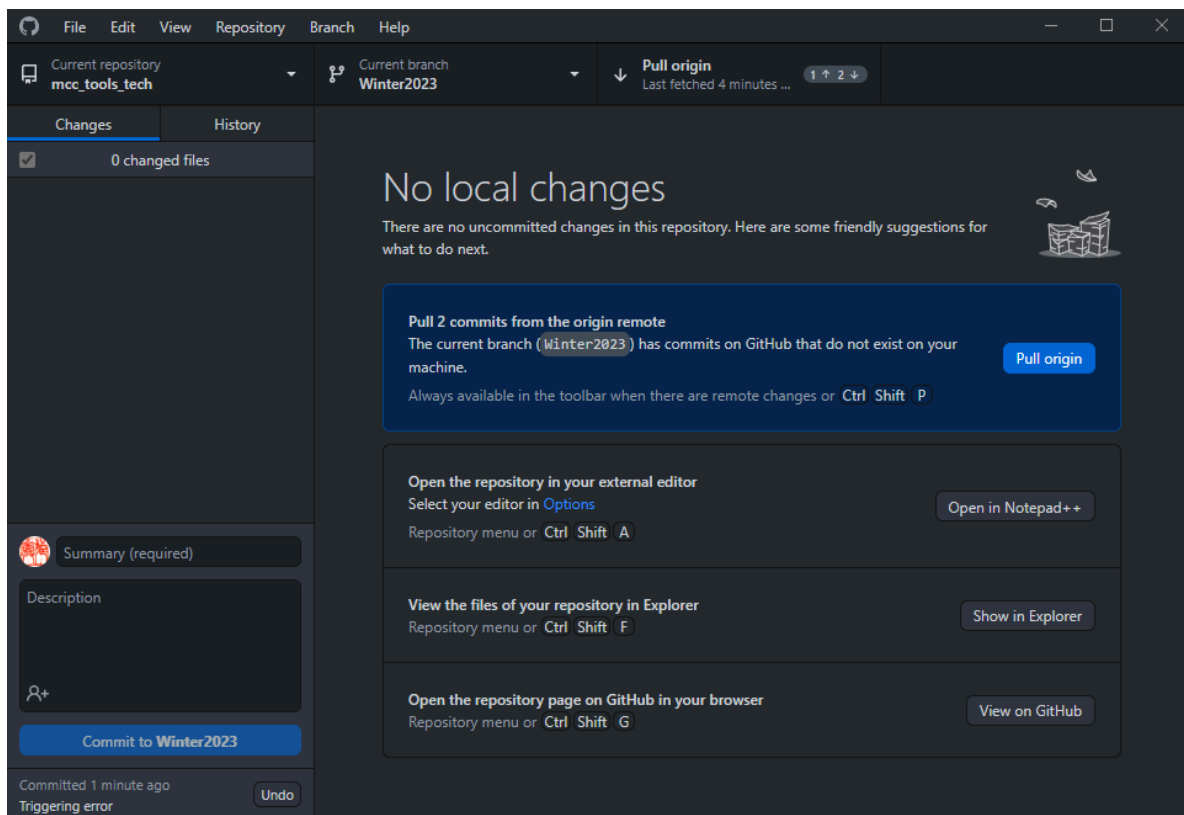 File Edit View Repository Branch Help
Current repository
mcc_tools_tech
Current branch
Winter2023
Pull origin
Last fetched 4 minutes ...
1 ↑ 2 ↓
Changes History
0 changed files
No local changes
There are no uncommitted changes in this repository. Here are some friendly suggestions for
what to do next.
Pull 2 commits from the origin remote
The current branch ( Winter2023 ) has commits on GitHub that do not exist on your
machine.
Always available in the toolbar when there are remote changes or Ctrl Shift P
Pull origin
Open the repository in your external editor
Select your editor in Options
Repository menu or Ctrl Shift A
Open in Notepad++
View the files of your repository in Explorer
Repository menu or Ctrl Shift F
Show in Explorer
Open the repository page on GitHub in your browser
Repository menu or Ctrl Shift G
View on GitHub
Summary (required)
Description
Commit to Winter2023
Committed 1 minute ago
Triggering error
Undo